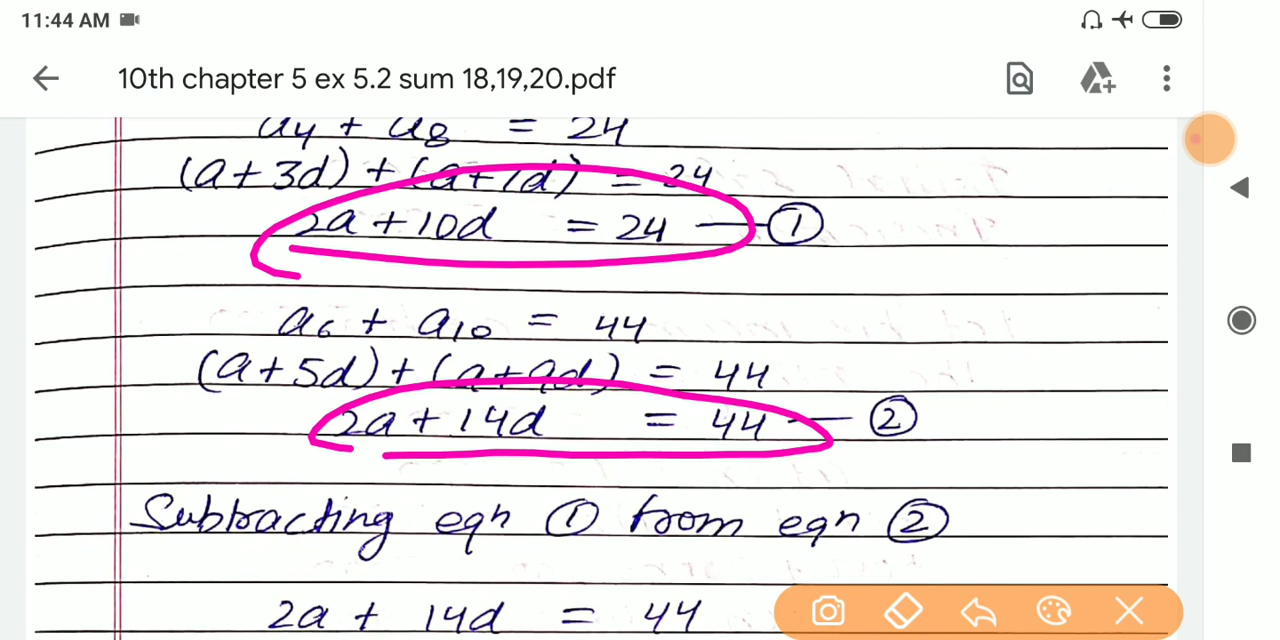 11:44 AM
10th chapter 5 ex 5.2 sum 18,19,20.pdf
a4 + a8 = 24
(a + 3d) + (a + 7d) = 24
2a + 10d = 24 — ①
a6 + a10 = 44
(a + 5d) + (a + 9d) = 44
2a + 14d = 44 — ②
Subtracting eqn ① from eqn ②
2a + 14d = 44